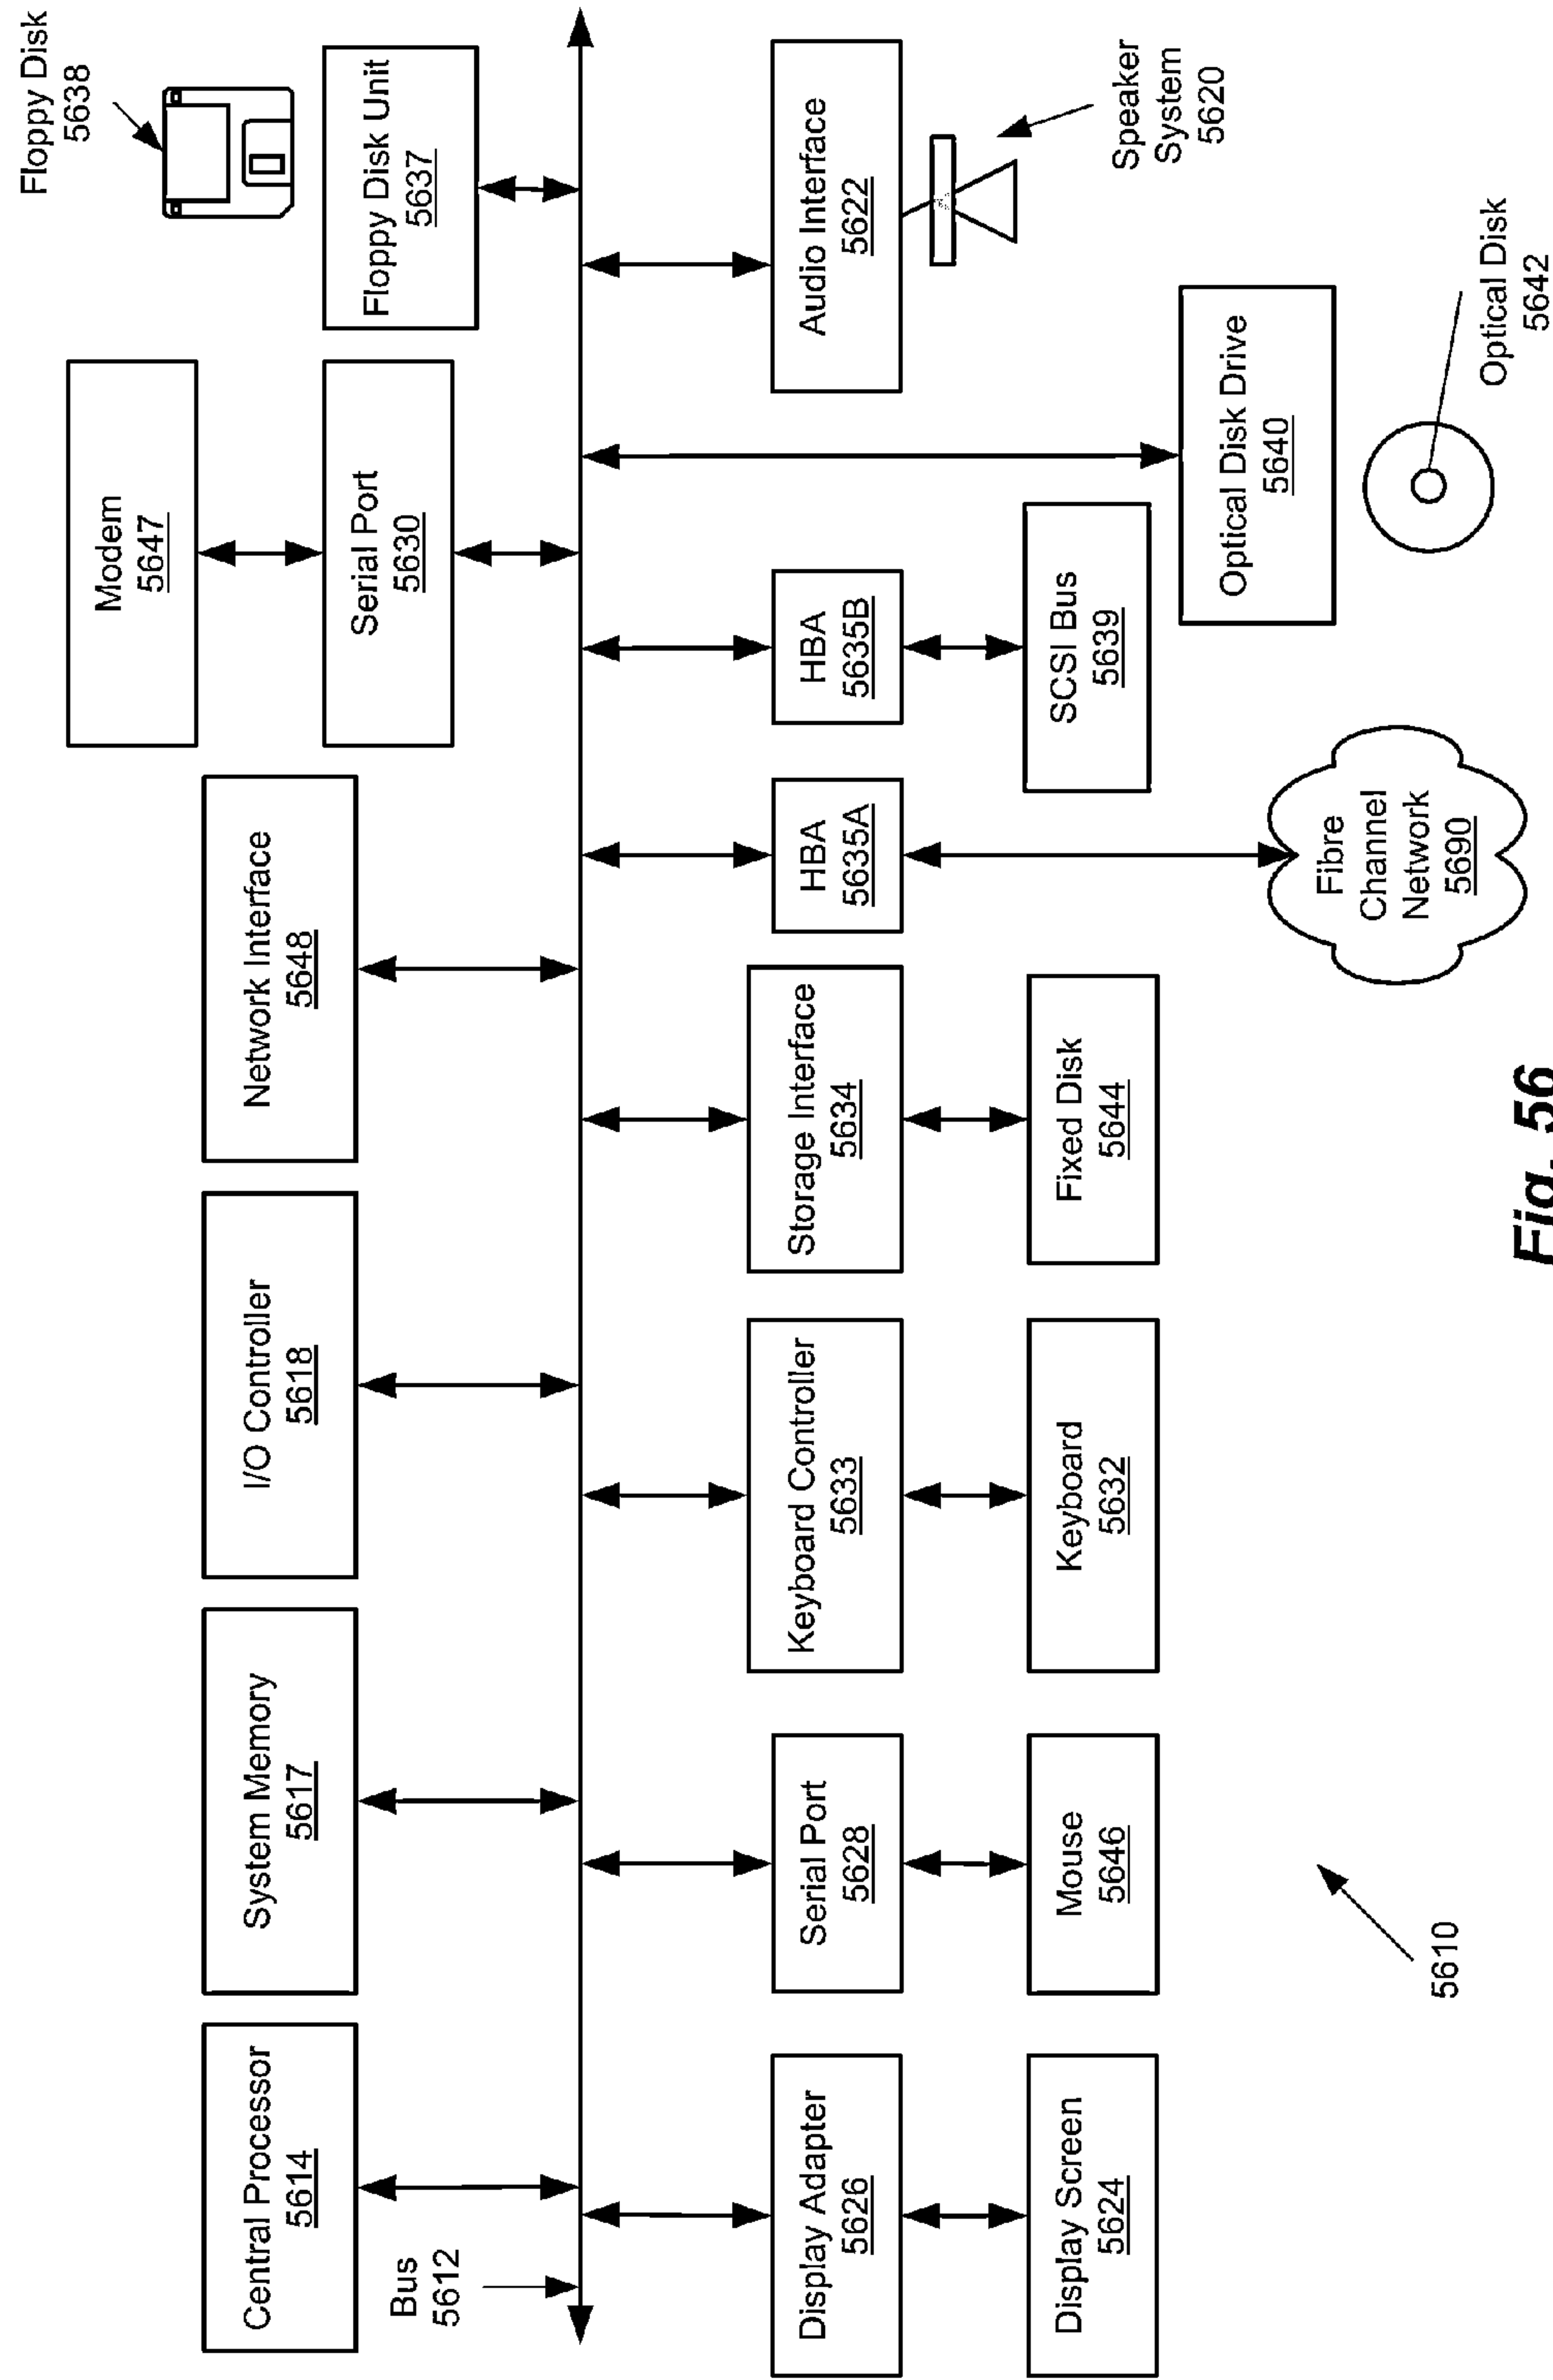 Floppy Disk
5638
Modem
5647
Central Processor
5614
System Memory
5617
I/O Controller
5618
Network Interface
5648
Serial Port
5630
Floppy Disk Unit
5637
Bus
5612
Display Adapter
5626
Serial Port
5628
Keyboard Controller
5633
Storage Interface
5634
HBA
5635A
HBA
5635B
Audio Interface
5622
Display Screen
5624
Mouse
5646
Keyboard
5632
Fixed Disk
5644
SCSI Bus
5639
Speaker
System
5620
Optical Disk Drive
5640
Fibre
Channel
Network
5690
Optical Disk
5642
5610
Fig. 56